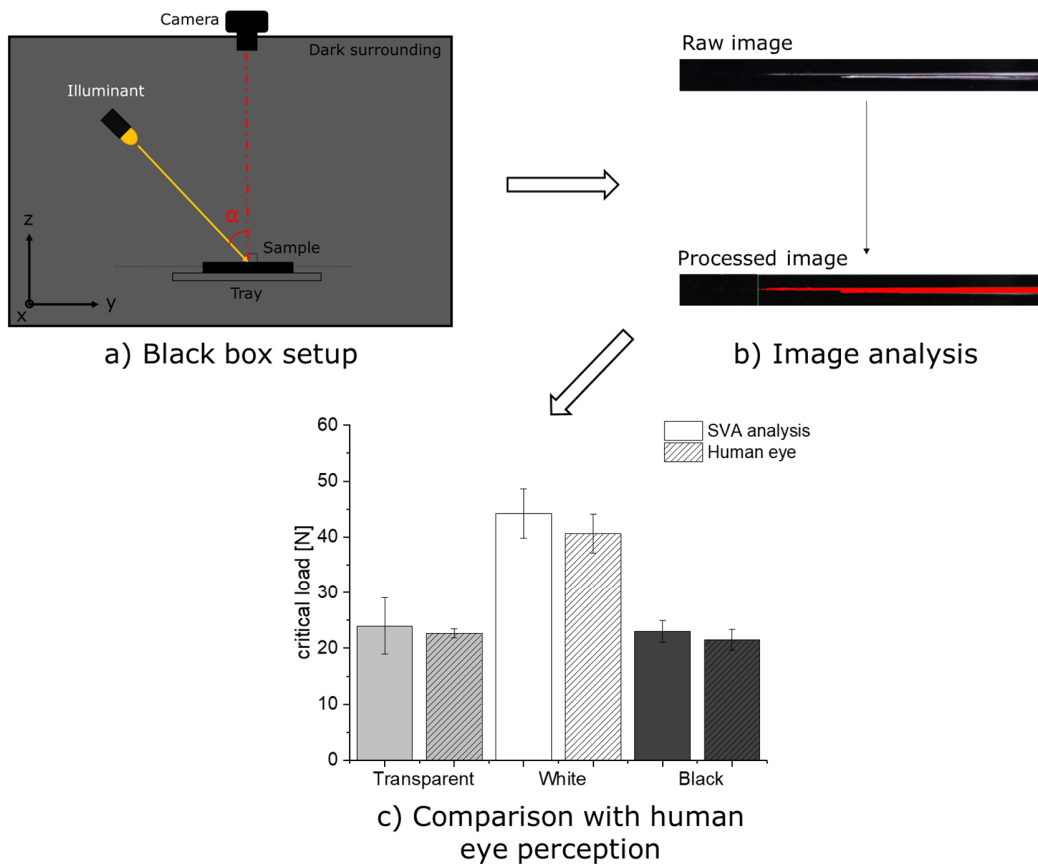 Camera
Dark surrounding
Illuminant
α
z
Sample
Tray
y
x
a) Black box setup
Raw image
Processed image
b) Image analysis
SVA analysis
Human eye
critical load [N]
60
50
40
30
20
10
0
Transparent
White
Black
c) Comparison with human
eye perception